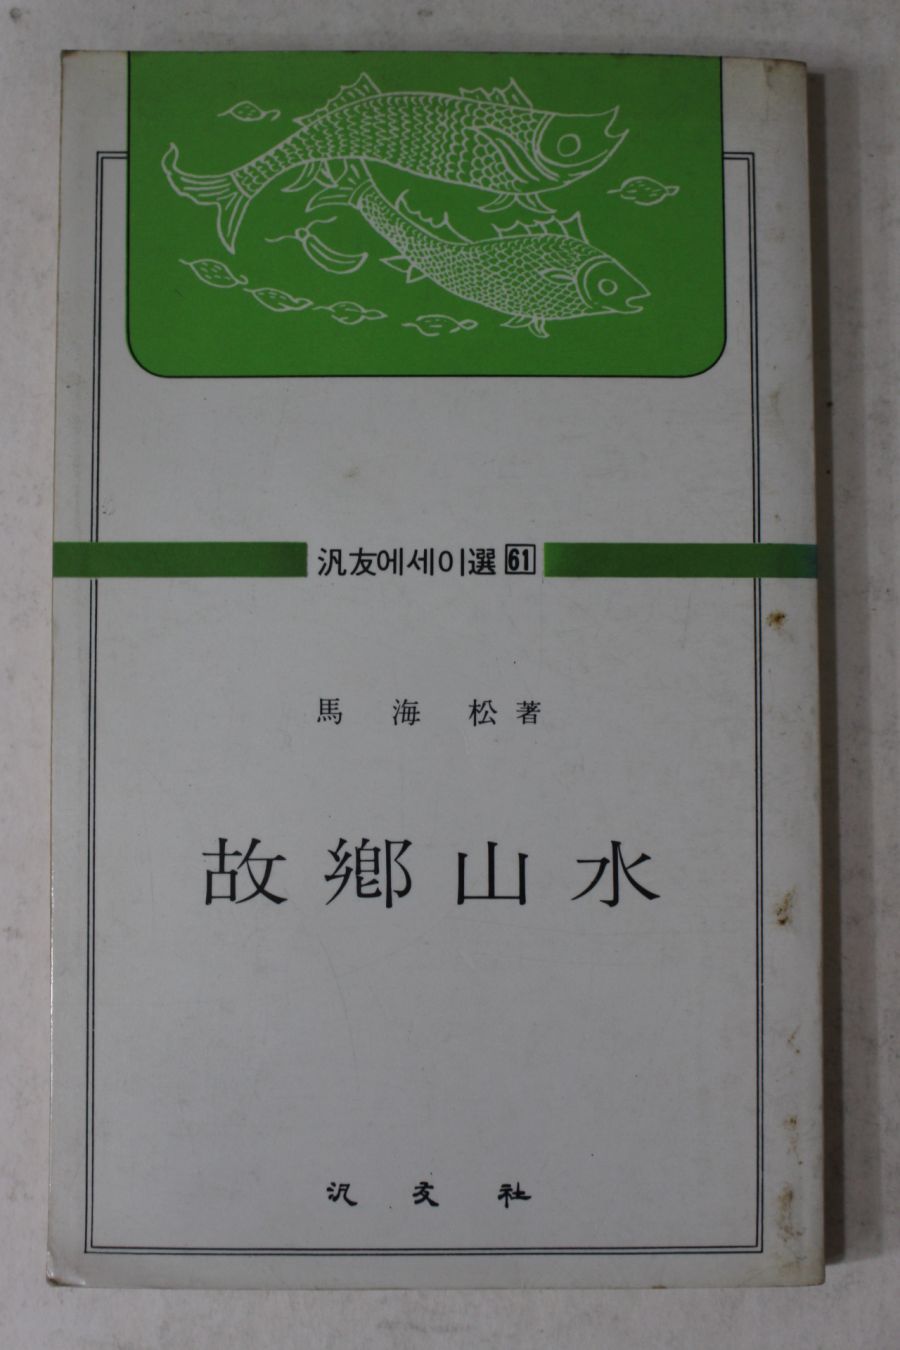 汎友에세이選 61
馬海松 著
故鄕山水
汎友社